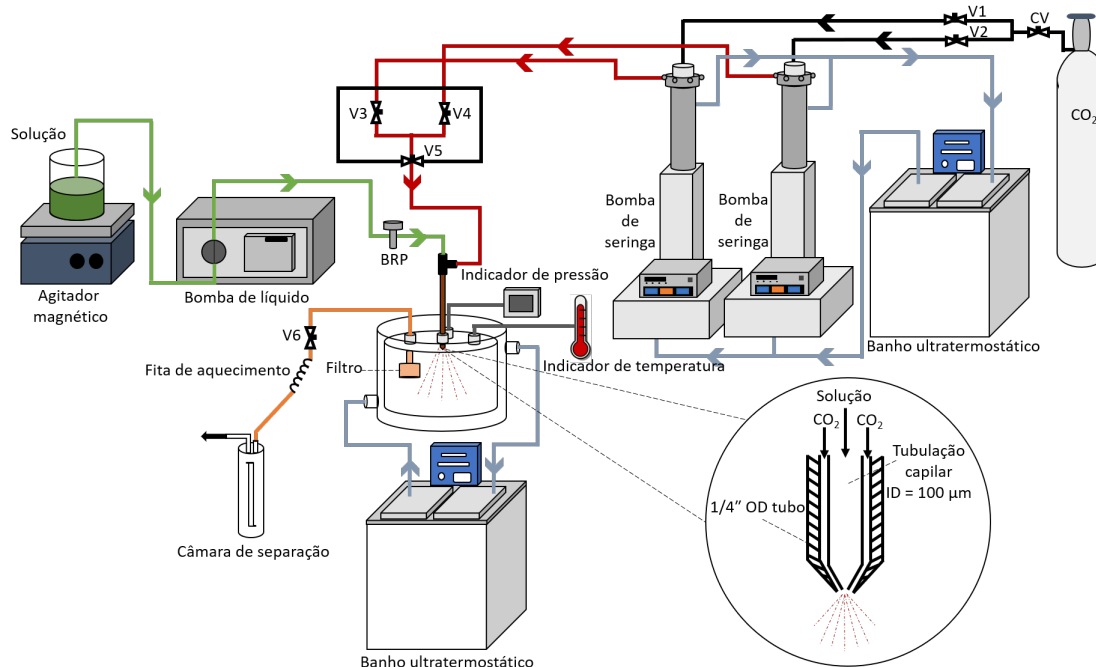 V1
CV
V2
CO₂
V3
V4
V5
Solução
Bomba
de
seringa
Bomba
de
seringa
BRP
Indicador de pressão
Agitador
magnético
Bomba de líquido
V6
Fita de aquecimento
Filtro
Indicador de temperatura
Banho ultratermostático
Solução
CO₂
CO₂
Tubulação
capilar
ID = 100 µm
1/4” OD tubo
Câmara de separação
Banho ultratermostático